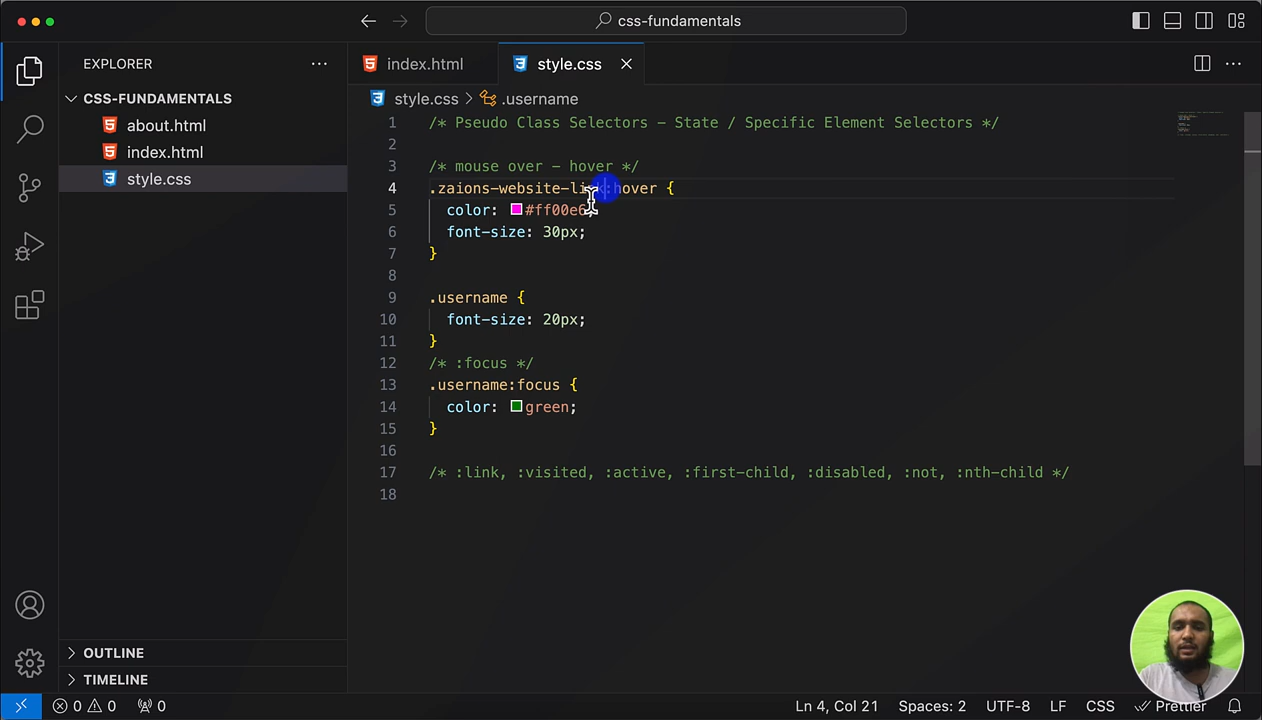 css-fundamentals
EXPLORER
index.html
style.css
CSS-FUNDAMENTALS
about.html
index.html
style.css
style.css > .username
1 /* Pseudo Class Selectors - State / Specific Element Selectors */
2
3 /* mouse over - hover */
4 .zaions-website-link:hover {
5 color: #ff00e6
6 font-size: 30px;
7 }
8
9 .username {
10 font-size: 20px;
11 }
12 /* :focus */
13 .username:focus {
14 color: green;
15 }
16
17 /* :link, :visited, :active, :first-child, :disabled, :not, :nth-child */
18
OUTLINE
TIMELINE
0 0 0 Ln 4, Col 21 Spaces: 2 UTF-8 LF CSS Prettier